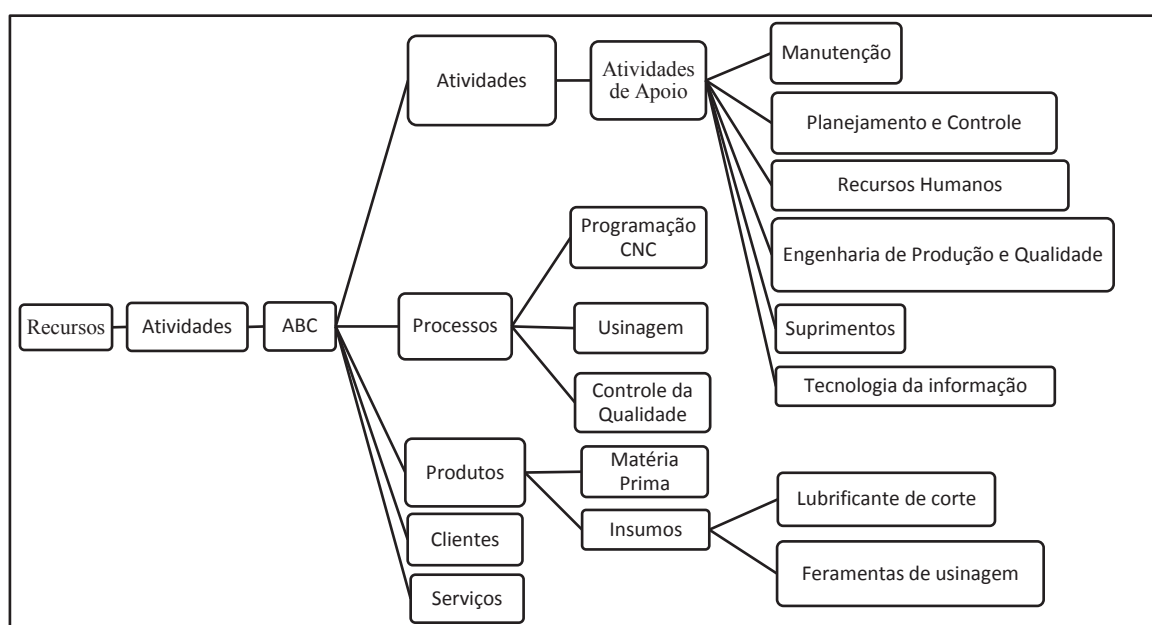 Recursos
Atividades
ABC
Atividades
Atividades
de Apoio
Manutenção
Planejamento e Controle
Recursos Humanos
Engenharia de Produção e Qualidade
Suprimentos
Tecnologia da informação
Processos
Programação
CNC
Usinagem
Controle da
Qualidade
Produtos
Matéria
Prima
Insumos
Lubrificante de corte
Feramentas de usinagem
Clientes
Serviços